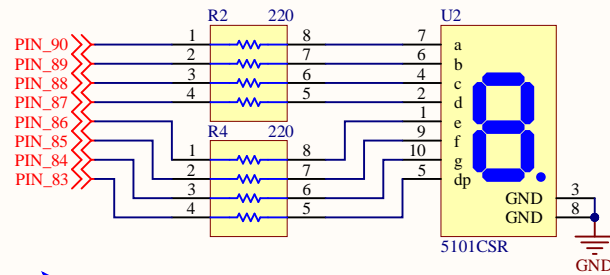 R2 220 U2
PIN_90 1 8 7 a
PIN_89 2 7 6 b
PIN_88 3 6 4 c
PIN_87 4 5 2 d
PIN_86 1 e
PIN_85 R4 220 9 f
PIN_84 1 8 10 g
PIN_83 2 7 5 dp
3 6 GND 3
4 5 GND 8
5101CSR
GND